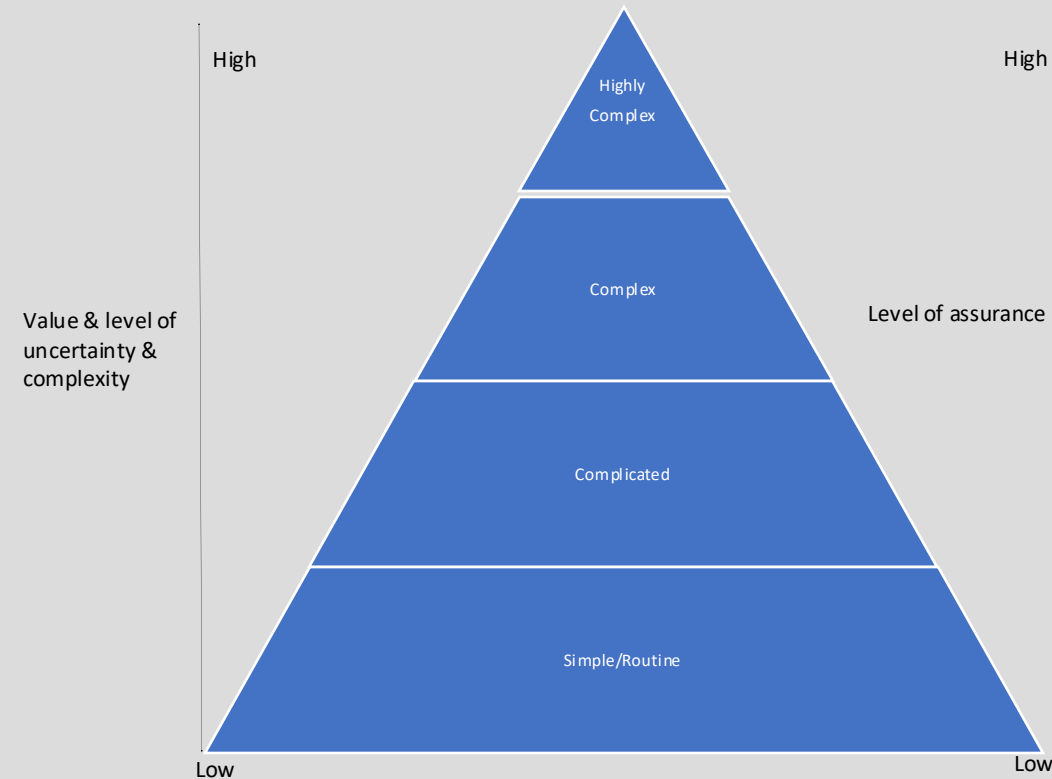 High
High
Highly
Complex
Complex
Value & level of
uncertainty &
complexity
Level of assurance
Complicated
Simple/Routine
Low
Low